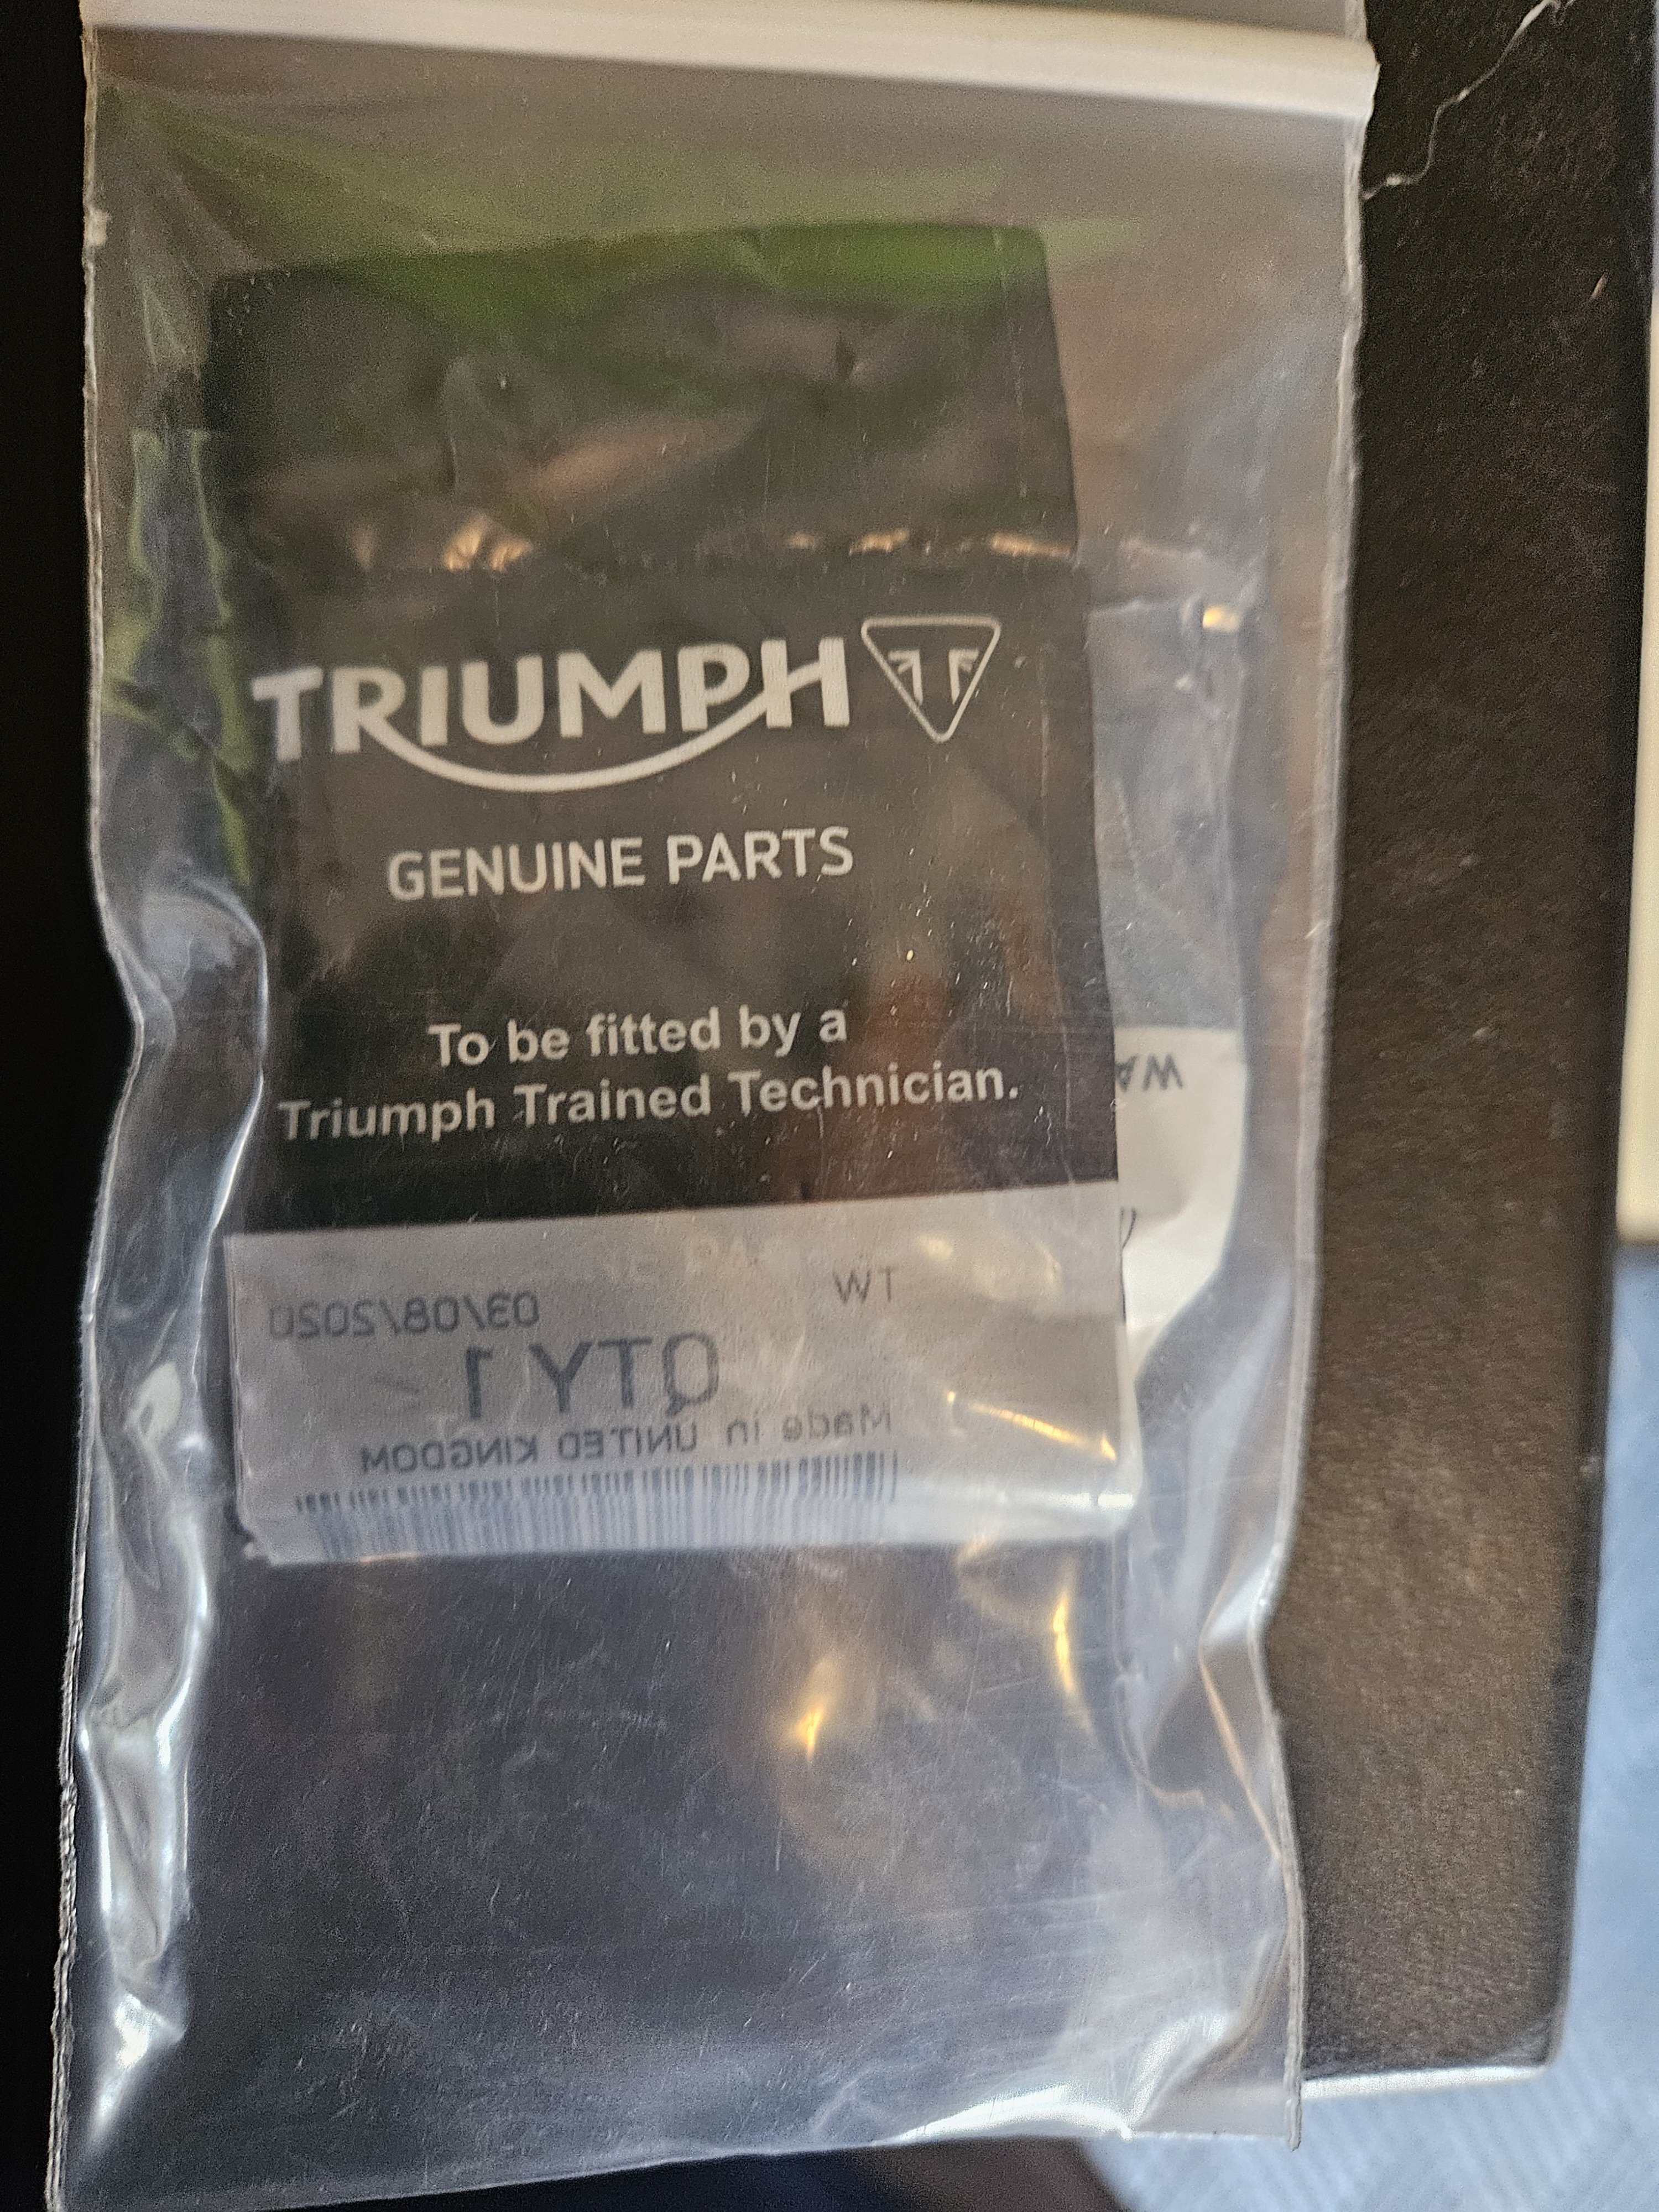 TRIUMPH
GENUINE PARTS
To be fitted by a
Triumph Trained Technician.
WT
03/08/2020
QTY 1
Made in UNITED KINGDOM